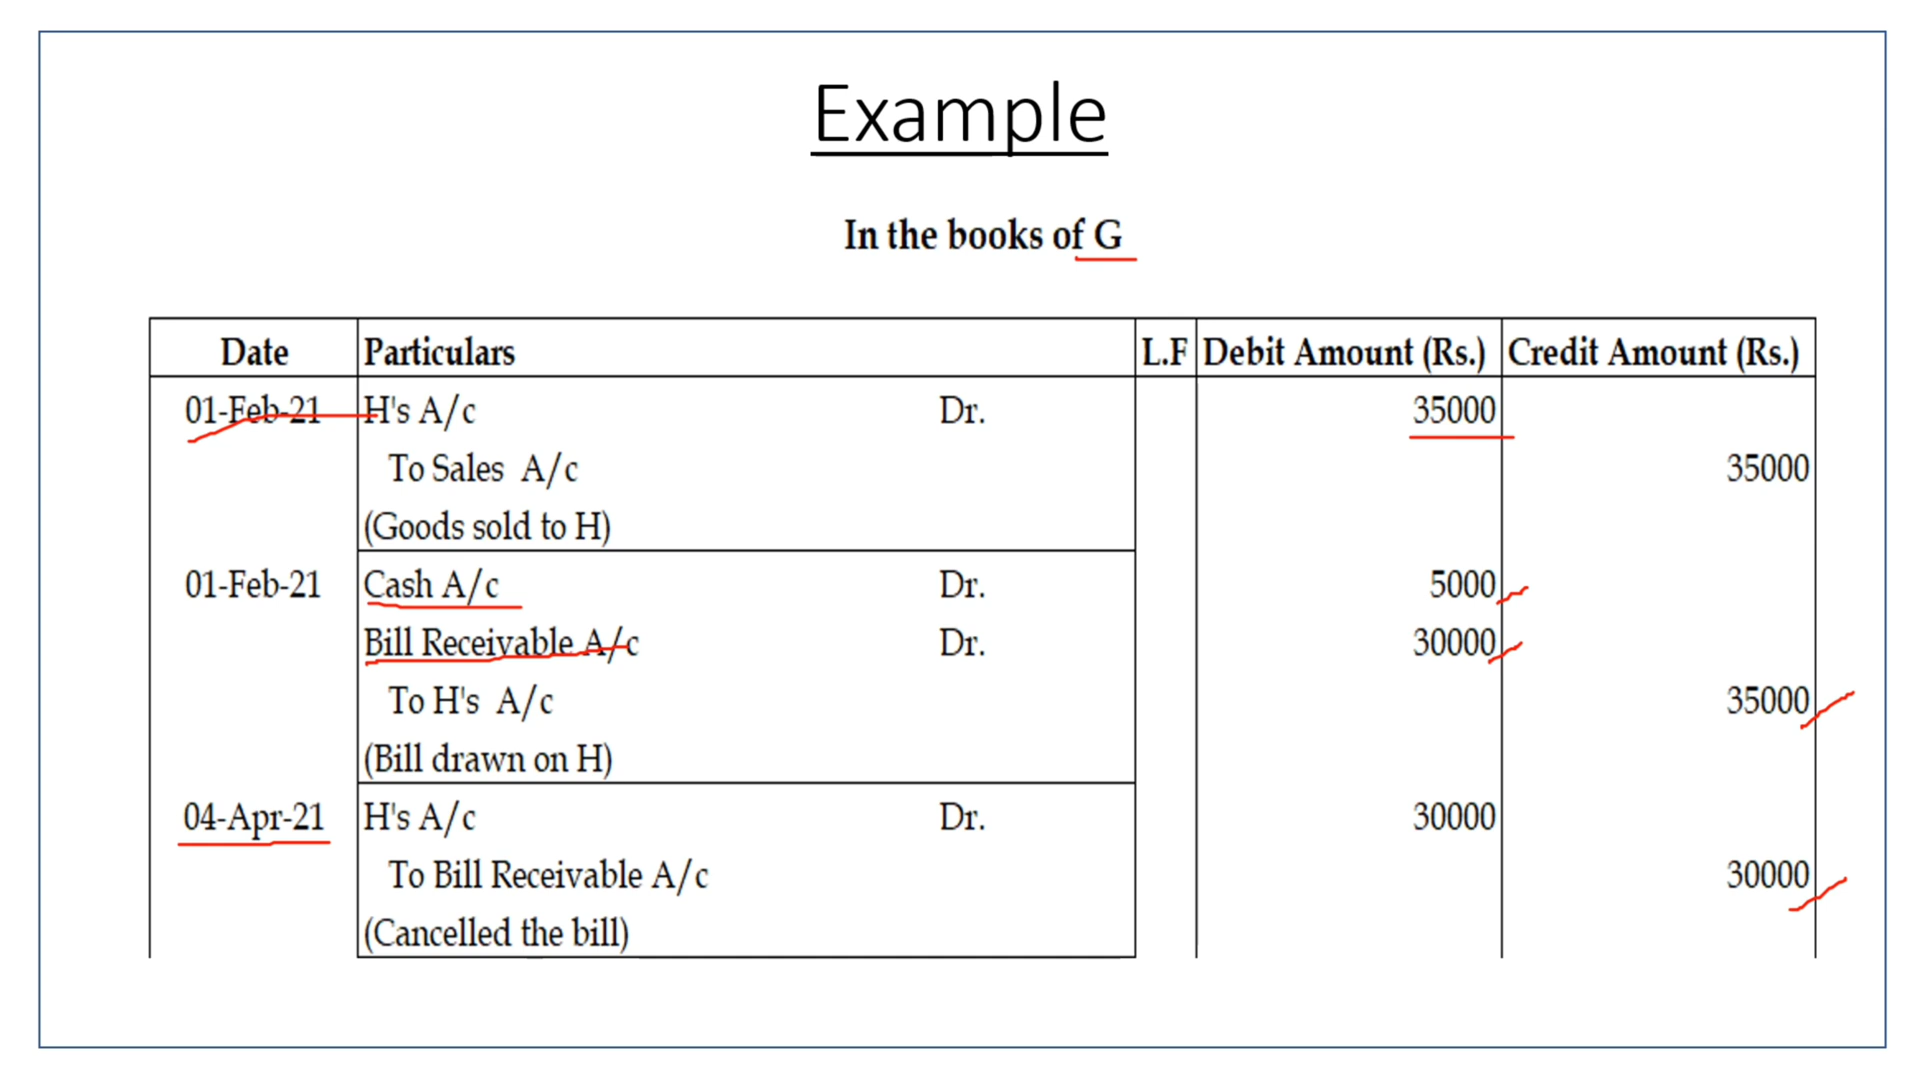 Example
In the books of G
Date Particulars L.F Debit Amount (Rs.) Credit Amount (Rs.)
01-Feb-21 H's A/c Dr. 35000
To Sales A/c 35000
(Goods sold to H)
01-Feb-21 Cash A/c Dr. 5000
Bill Receivable A/c Dr. 30000
To H's A/c 35000
(Bill drawn on H)
04-Apr-21 H's A/c Dr. 30000
To Bill Receivable A/c 30000
(Cancelled the bill)